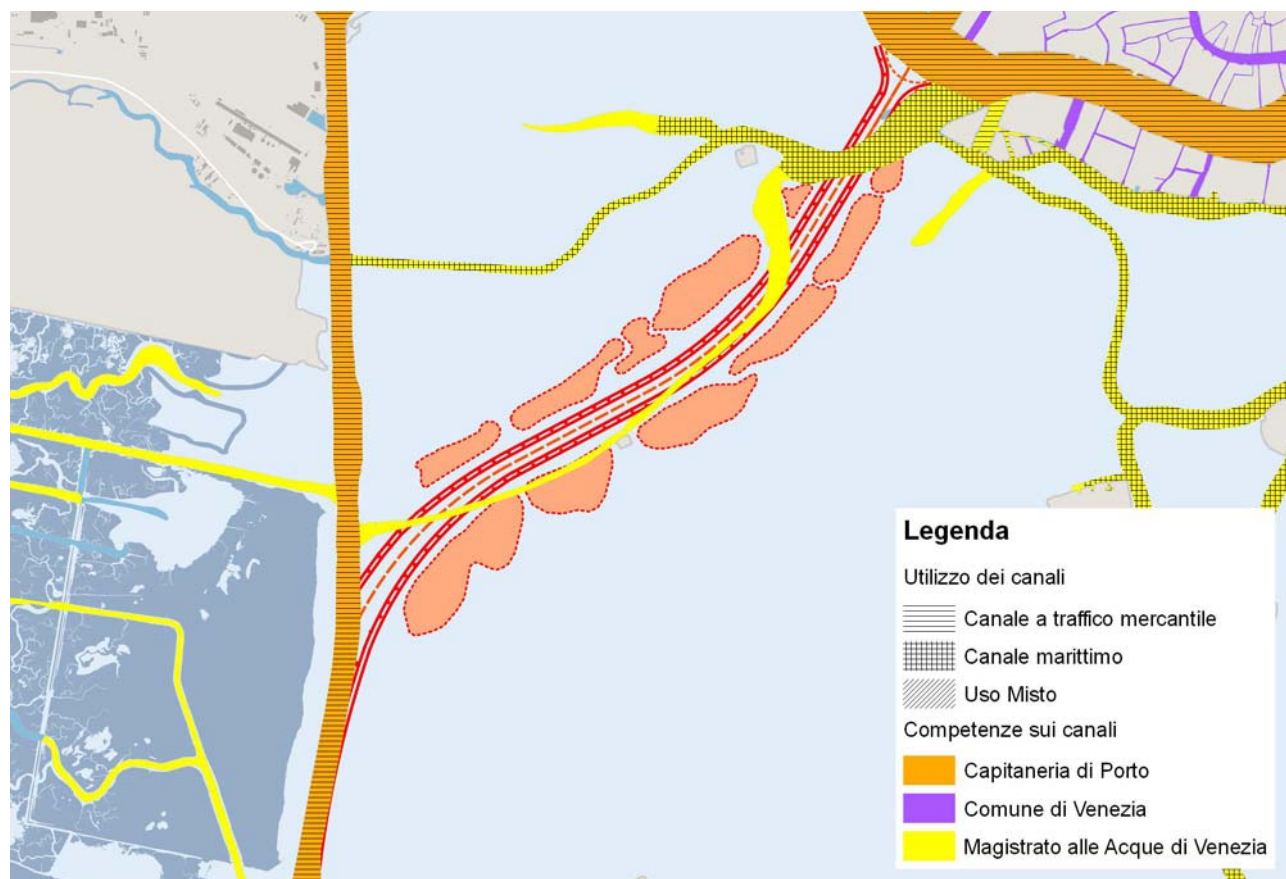 Legenda
Utilizzo dei canali
Canale a traffico mercantile
Canale marittimo
Uso Misto
Competenze sui canali
Capitaneria di Porto
Comune di Venezia
Magistrato alle Acque di Venezia